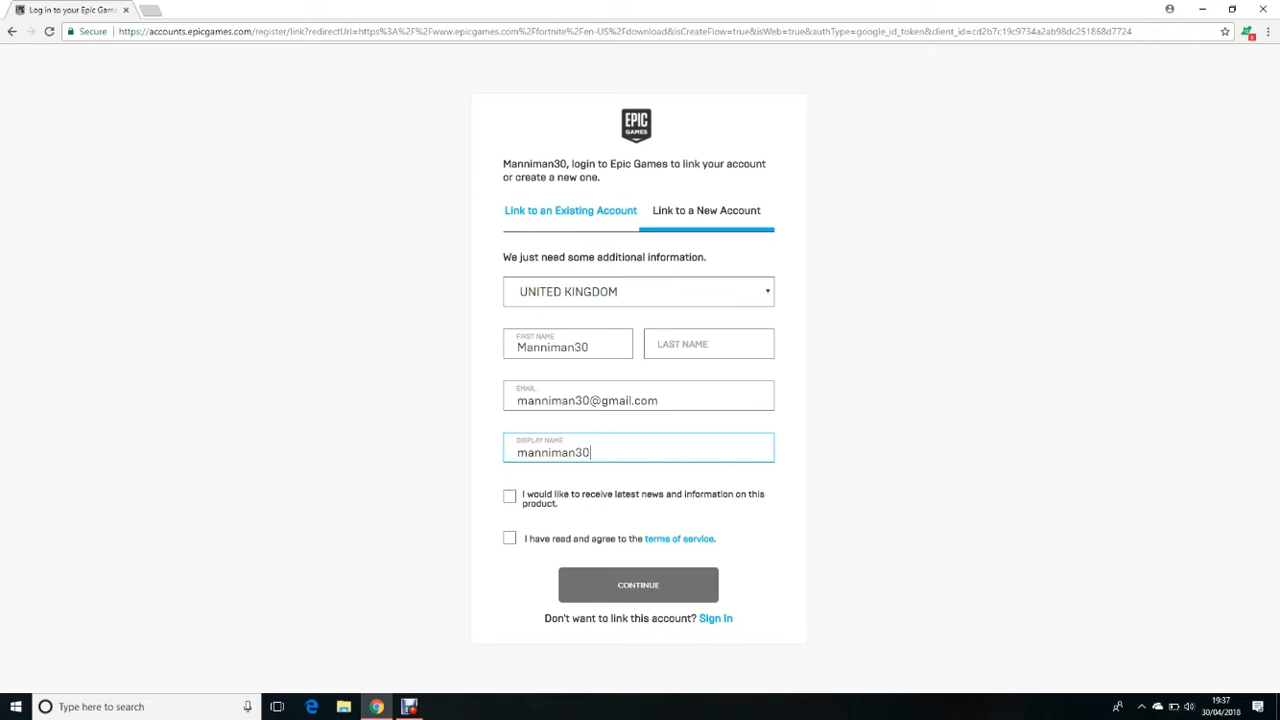 Log in to your Epic Game
Secure
https://accounts.epicgames.com/register/link?redirectUrl=https%3A%2F%2Fwww.epicgames.com%2Ffortnite%2Fen-US%2Fdownload&isCreateFlow=true&isWeb=true&authType=google_id_token&client_id=cd2b7c19c9734a2ab98dc251868d7724
EPIC
GAMES
Manniman30, login to Epic Games to link your account
or create a new one.
Link to an Existing Account
Link to a New Account
We just need some additional information.
UNITED KINGDOM
FIRST NAME
Manniman30
LAST NAME
EMAIL
manniman30@gmail.com
DISPLAY NAME
manniman30
I would like to receive latest news and information on this
product.
I have read and agree to the terms of service.
CONTINUE
Don't want to link this account? Sign In
Type here to search
19:37
30/04/2018